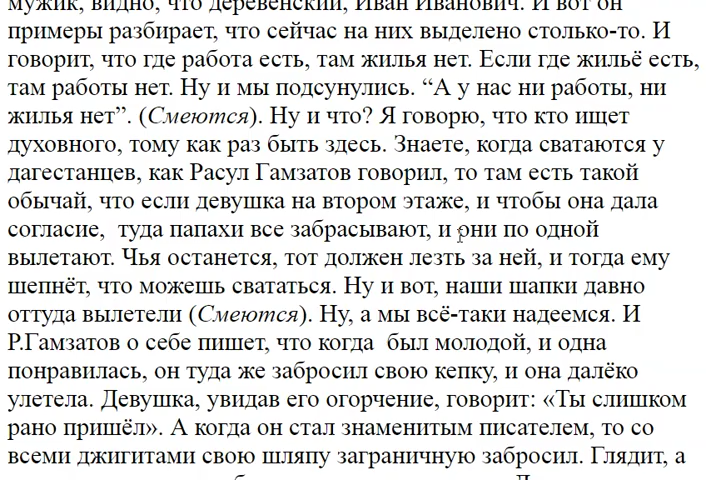 мужик, видно, что деревенский, Иван Иванович. И вот он
примеры разбирает, что сейчас на них выделено столько-то. И
говорит, что где работа есть, там жилья нет. Если где жильё есть,
там работы нет. Ну и мы подсунулись. “А у нас ни работы, ни
жилья нет”. (Смеются). Ну и что? Я говорю, что кто ищет
духовного, тому как раз быть здесь. Знаете, когда сватаются у
дагестанцев, как Расул Гамзатов говорил, то там есть такой
обычай, что если девушка на втором этаже, и чтобы она дала
согласие,  туда папахи все забрасывают, и они по одной
вылетают. Чья останется, тот должен лезть за ней, и тогда ему
шепнёт, что можешь свататься. Ну и вот, наши шапки давно
оттуда вылетели (Смеются). Ну, а мы всё-таки надеемся. И
Р.Гамзатов о себе пишет, что когда  был молодой, и одна
понравилась, он туда же забросил свою кепку, и она далёко
улетела. Девушка, увидав его огорчение, говорит: «Ты слишком
рано пришёл». А когда он стал знаменитым писателем, то со
всеми джигитами свою шляпу заграничную забросил. Глядит, а